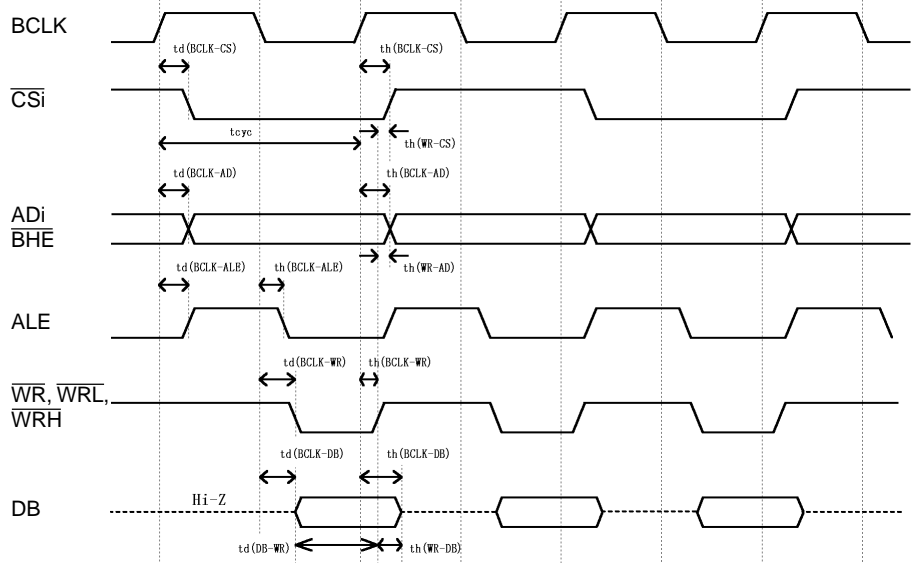 BCLK
td(BCLK-CS) th(BCLK-CS)
CSi
tcyc
th(WR-CS)
td(BCLK-AD) th(BCLK-AD)
ADi
BHE
th(WR-AD)
td(BCLK-ALE) th(BCLK-ALE)
ALE
td(BCLK-WR) th(BCLK-WR)
WR, WRL,
WRH
td(BCLK-DB) th(BCLK-DB)
Hi-Z
DB
td(DB-WR) th(WR-DB)